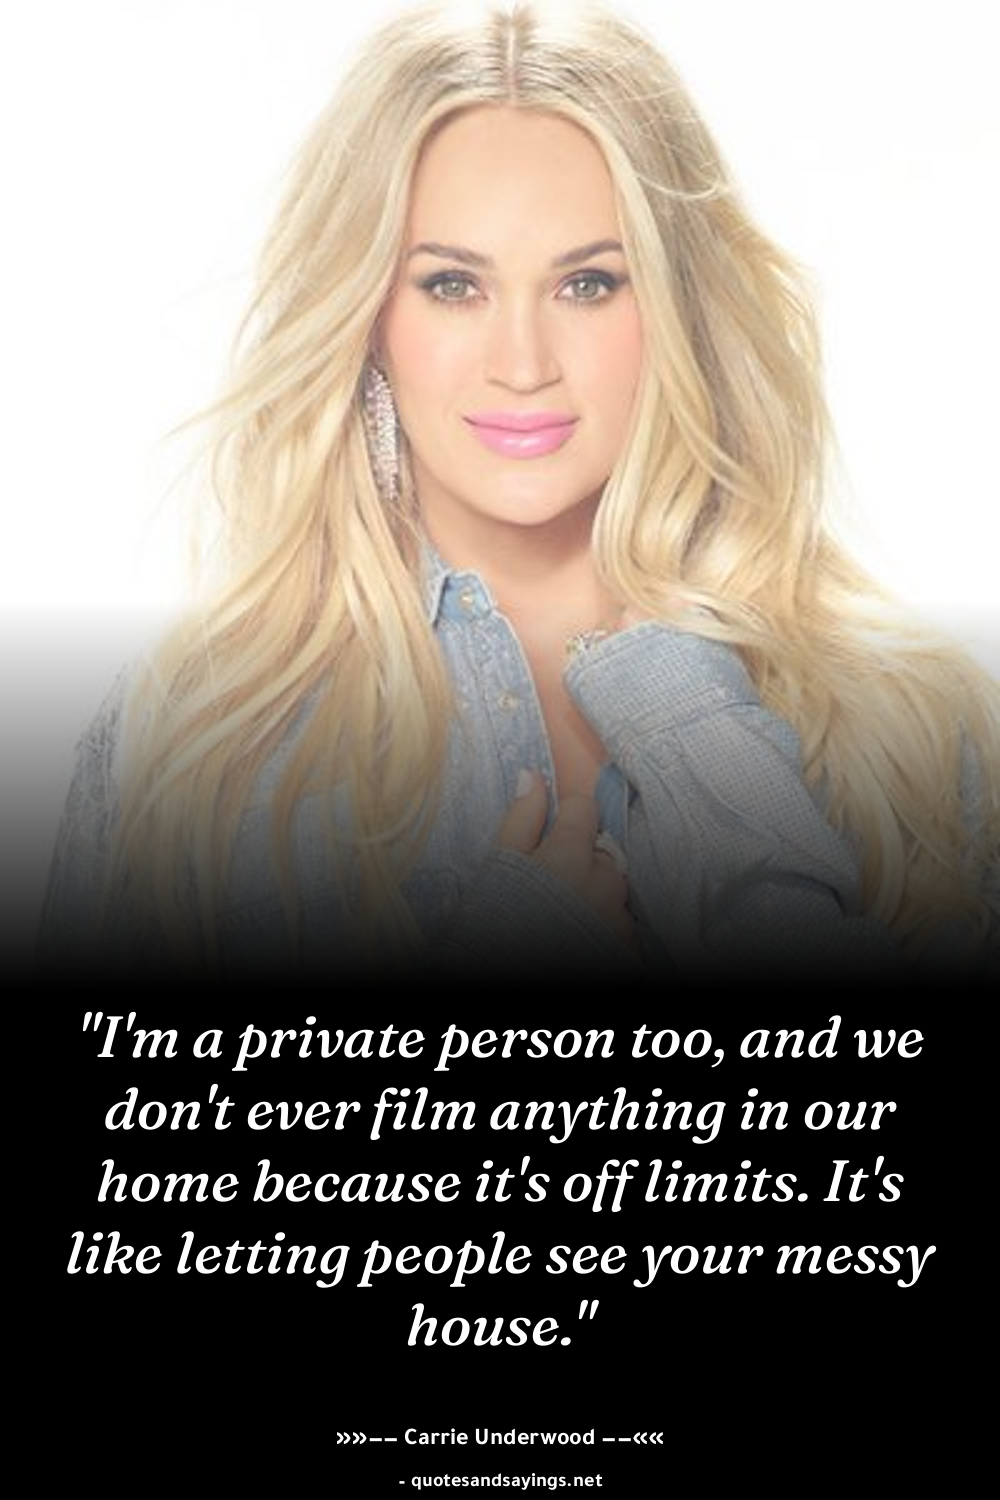 "I'm a private person too, and we
don't ever film anything in our
home because it's off limits. It's
like letting people see your messy
house."
»»–– Carrie Underwood ––««
- quotesandsayings.net